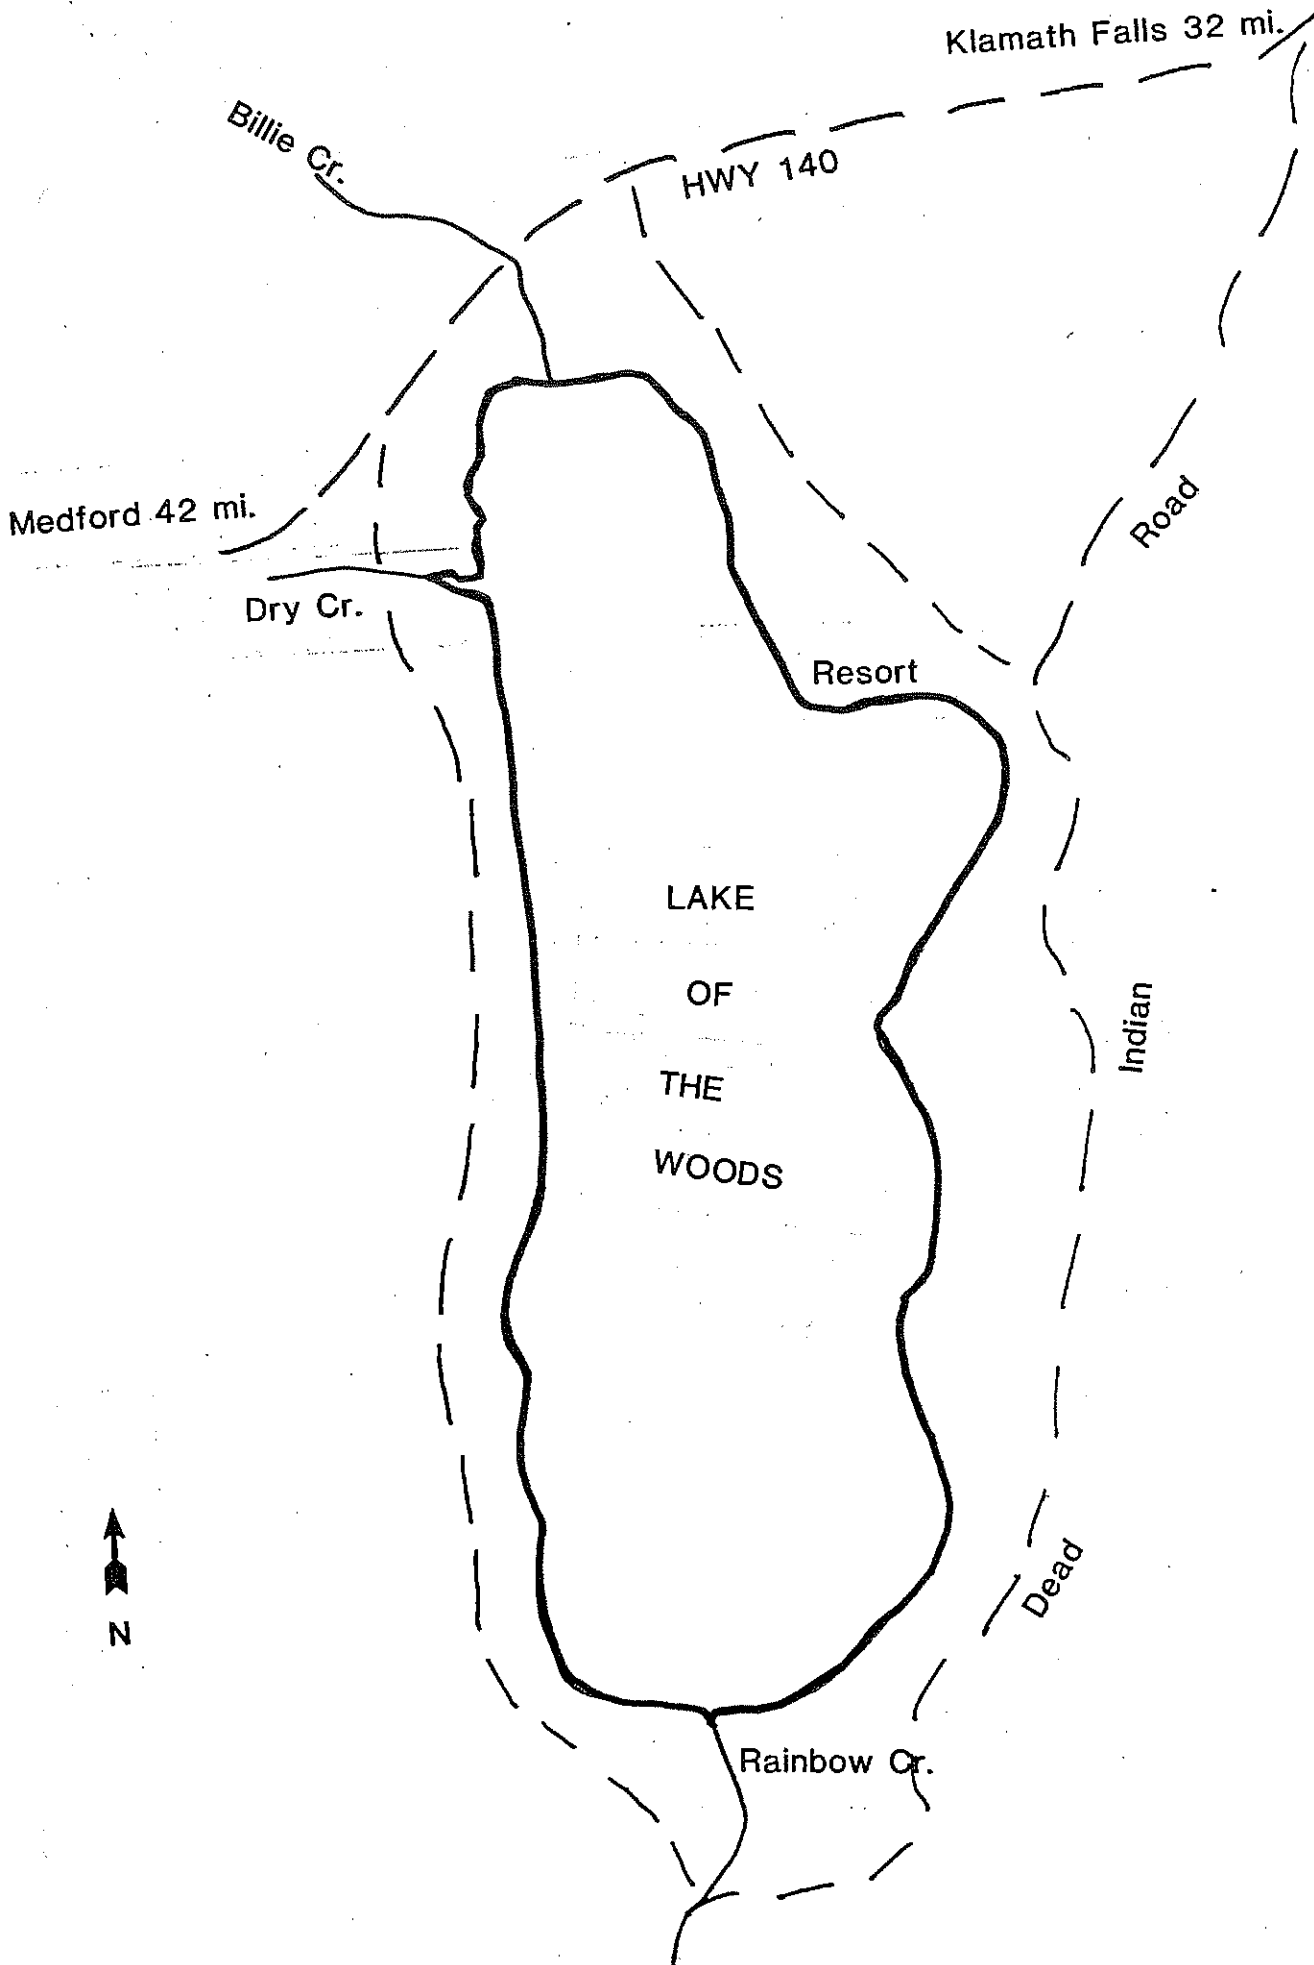 Klamath Falls 32 mi.
Billie Cr.
HWY 140
Medford 42 mi.
Road
Dry Cr.
Resort
LAKE
OF
THE
WOODS
Indian
Dead
N
Rainbow Cr.